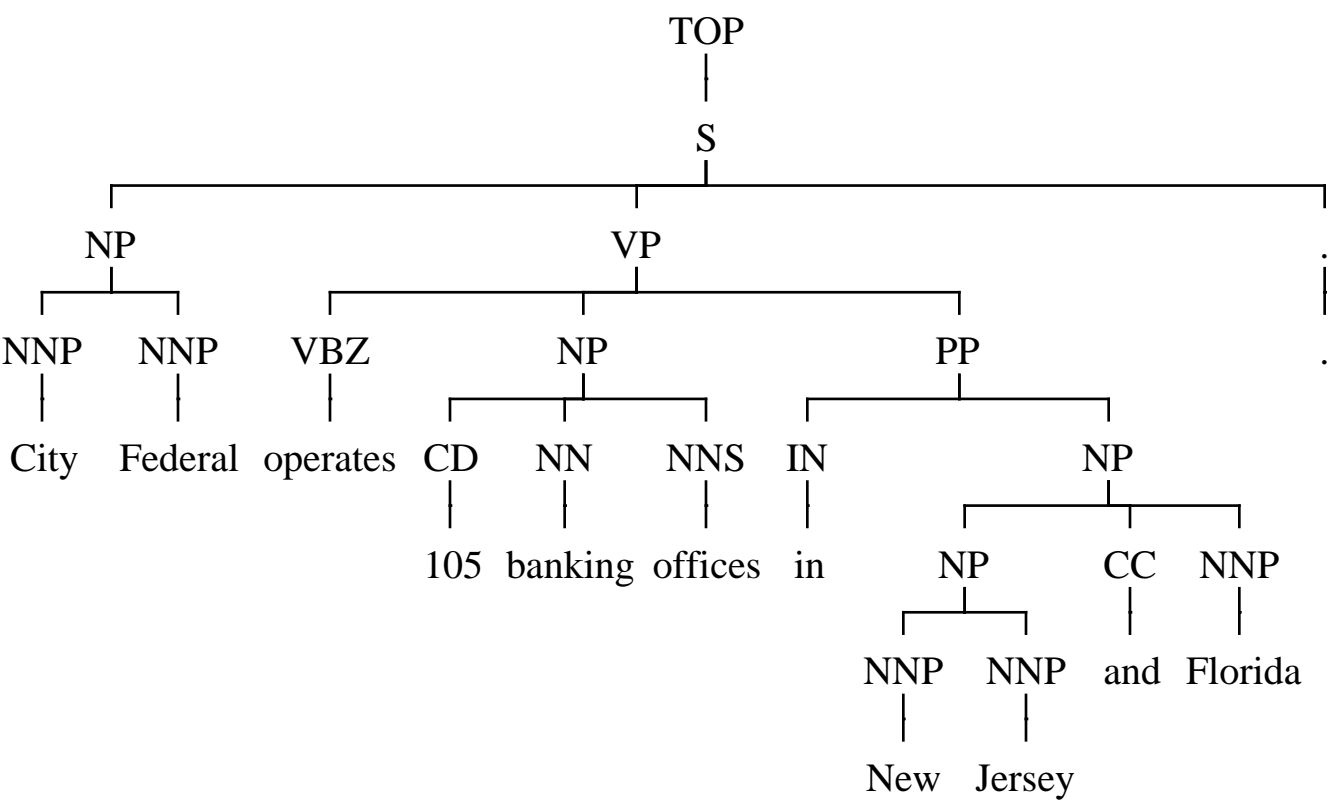 TOP
S
NP VP .
NNP NNP VBZ NP PP .
City Federal operates CD NN NNS IN NP
105 banking offices in NP CC NNP
NNP NNP and Florida
New Jersey